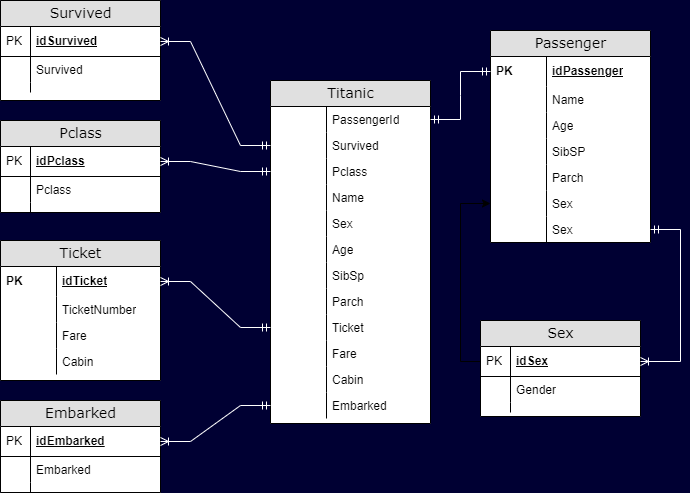 Survived
PK idSurvived
Survived
Pclass
PK idPclass
Pclass
Ticket
PK idTicket
TicketNumber
Fare
Cabin
Embarked
PK idEmbarked
Embarked
Titanic
PassengerId
Survived
Pclass
Name
Sex
Age
SibSp
Parch
Ticket
Fare
Cabin
Embarked
Passenger
PK idPassenger
Name
Age
SibSP
Parch
Sex
Sex
Sex
PK idSex
Gender